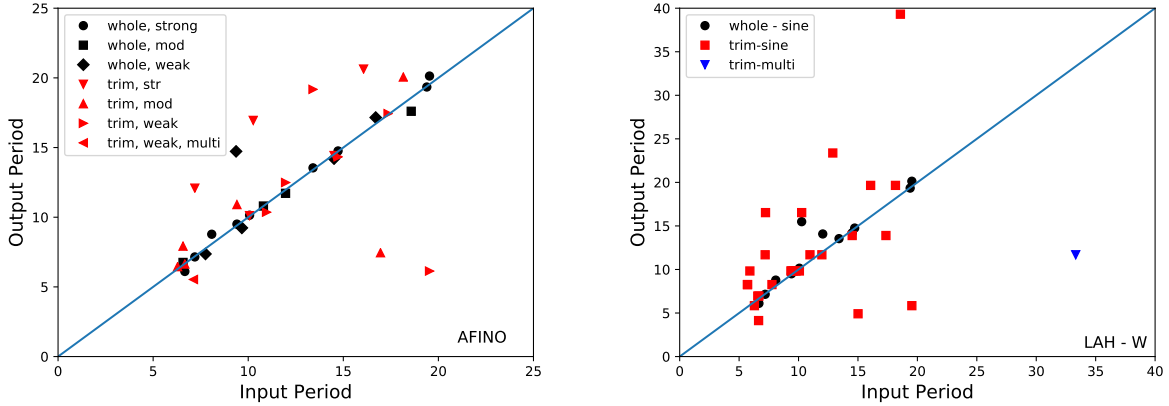 25
20
15
10
5
0
0
5
10
15
20
25
Output Period
Input Period
whole, strong
whole, mod
whole, weak
trim, str
trim, mod
trim, weak
trim, weak, multi
AFINO
40
35
30
25
20
15
10
5
0
0
5
10
15
20
25
30
35
40
Output Period
Input Period
whole - sine
trim-sine
trim-multi
LAH - W